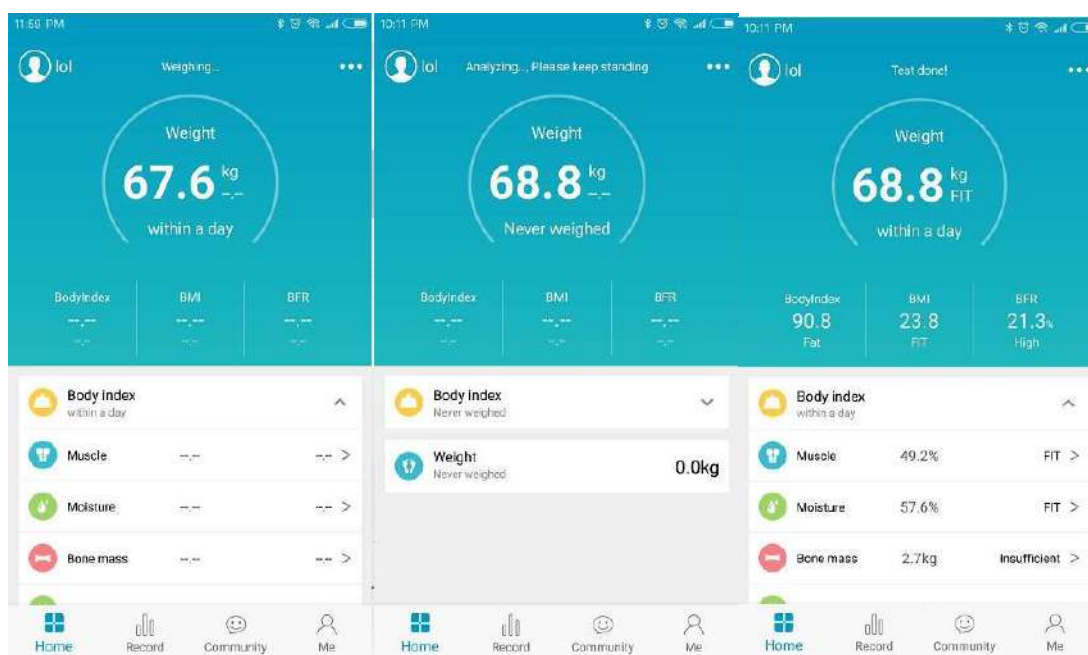 11:59 PM
lol
Weighing...
Weight
67.6 kg
--.--
within a day
BodyIndex BMI BFR
--.-- --.-- --.--
--.-- --.-- --.--
Body index
within a day
Muscle --.-- --.-- >
Moisture --.-- --.-- >
Bone mass --.-- --.-- >
Home Record Community Me
10:11 PM
lol
Analyzing..., Please keep standing
Weight
68.8 kg
--.--
Never weighed
BodyIndex BMI BFR
--.-- --.-- --.--
--.-- --.-- --.--
Body index
Never weighed
Weight
Never weighed
0.0kg
Home Record Community Me
10:11 PM
lol
Test done!
Weight
68.8 kg
FIT
within a day
BodyIndex BMI BFR
90.8 23.8 21.3%
Fat FIT High
Body index
within a day
Muscle 49.2% FIT >
Moisture 57.6% FIT >
Bone mass 2.7kg Insufficient >
Home Record Community Me